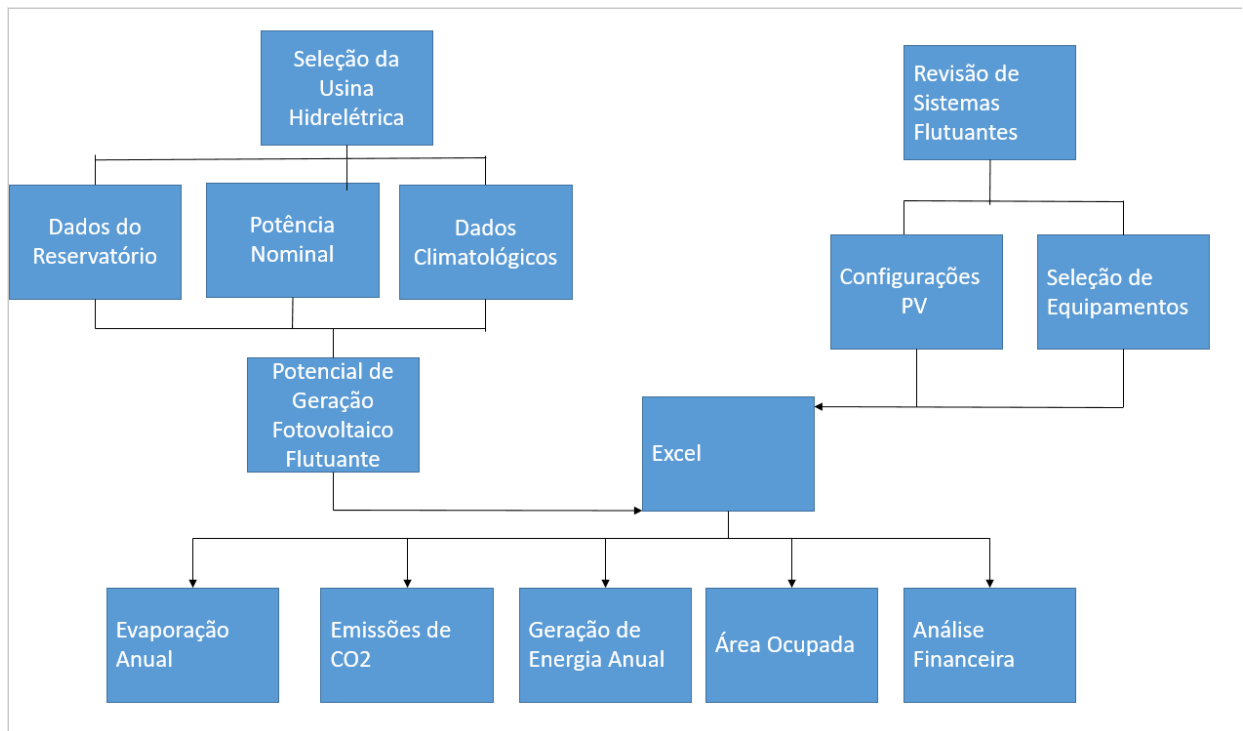 Seleção da
Usina
Hidrelétrica
Revisão de
Sistemas
Flutuantes
Dados do
Reservatório
Potência
Nominal
Dados
Climatológicos
Configurações
PV
Seleção de
Equipamentos
Potencial de
Geração
Fotovoltaico
Flutuante
Excel
Evaporação
Anual
Emissões de
CO2
Geração de
Energia Anual
Área Ocupada
Análise
Financeira